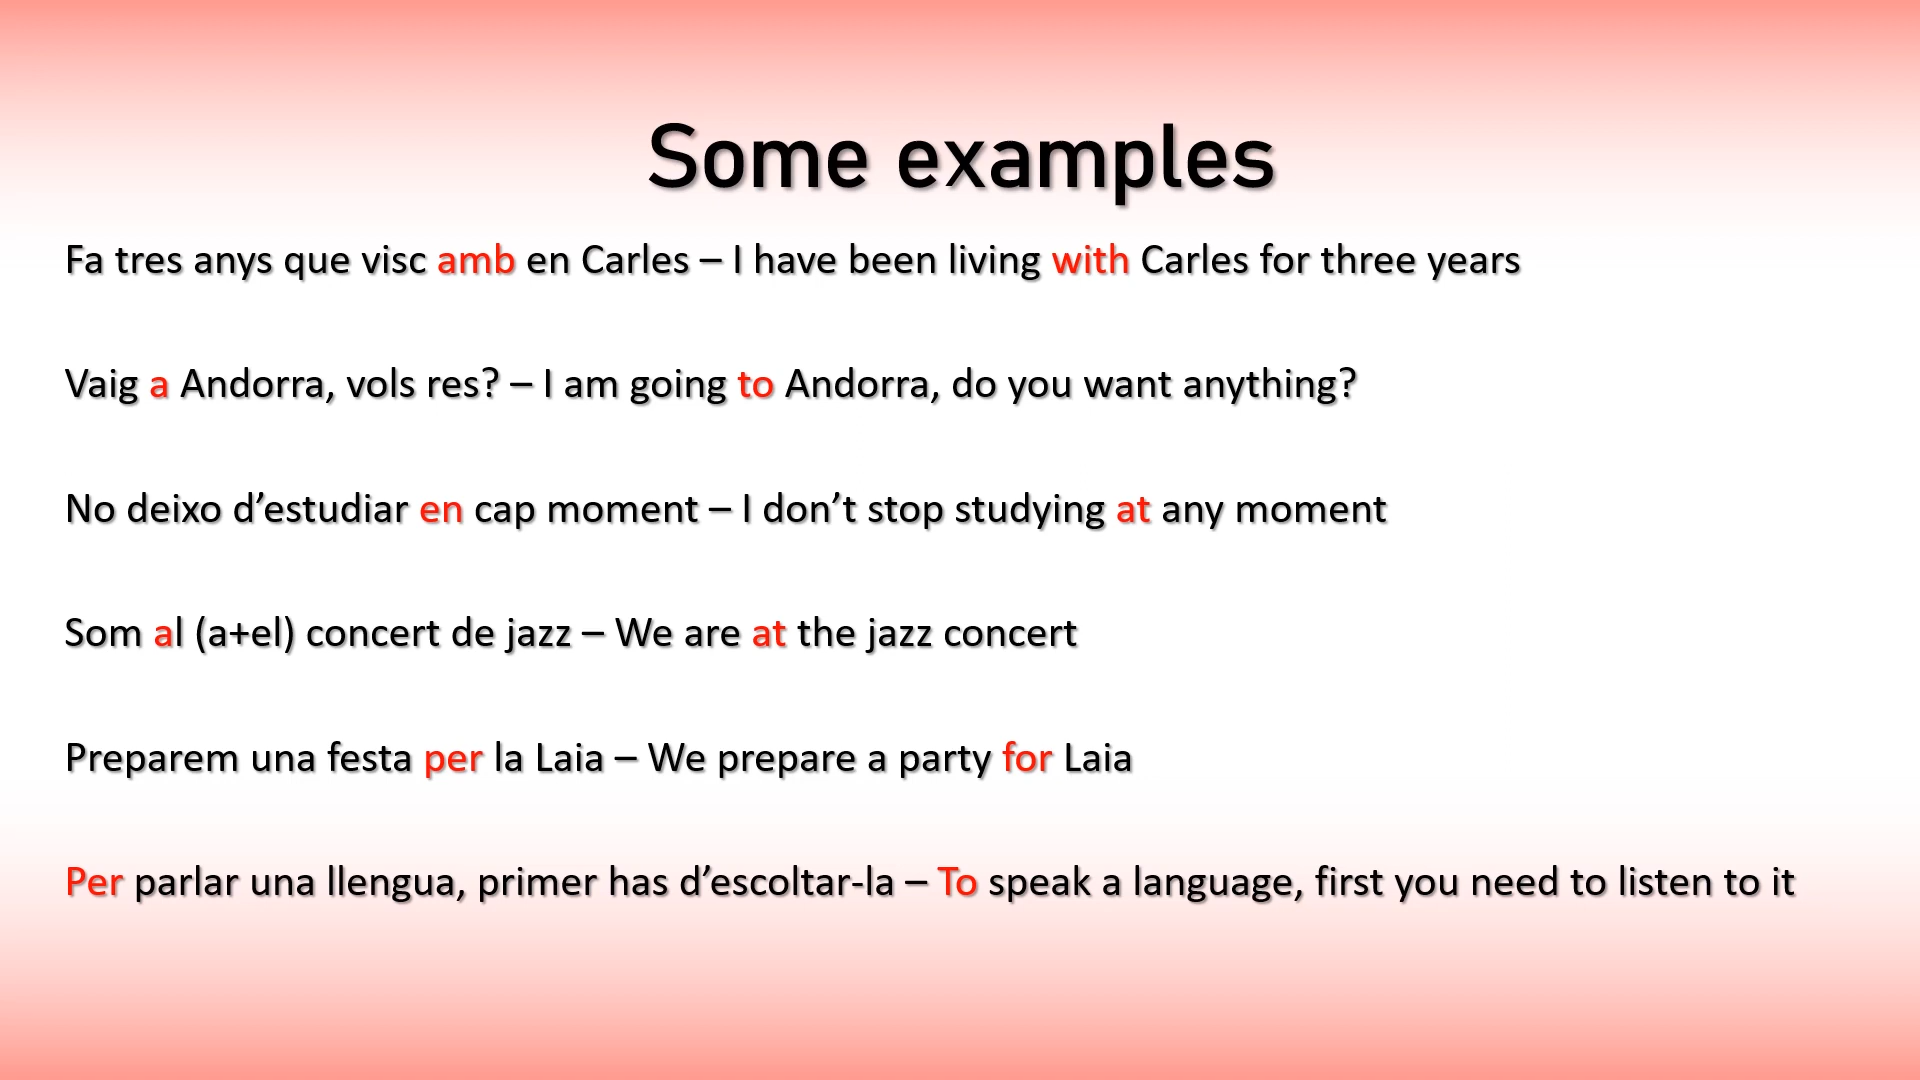 Some examples
Fa tres anys que visc amb en Carles – I have been living with Carles for three years
Vaig a Andorra, vols res? – I am going to Andorra, do you want anything?
No deixo d’estudiar en cap moment – I don’t stop studying at any moment
Som al (a+el) concert de jazz – We are at the jazz concert
Preparem una festa per la Laia – We prepare a party for Laia
Per parlar una llengua, primer has d’escoltar-la – To speak a language, first you need to listen to it